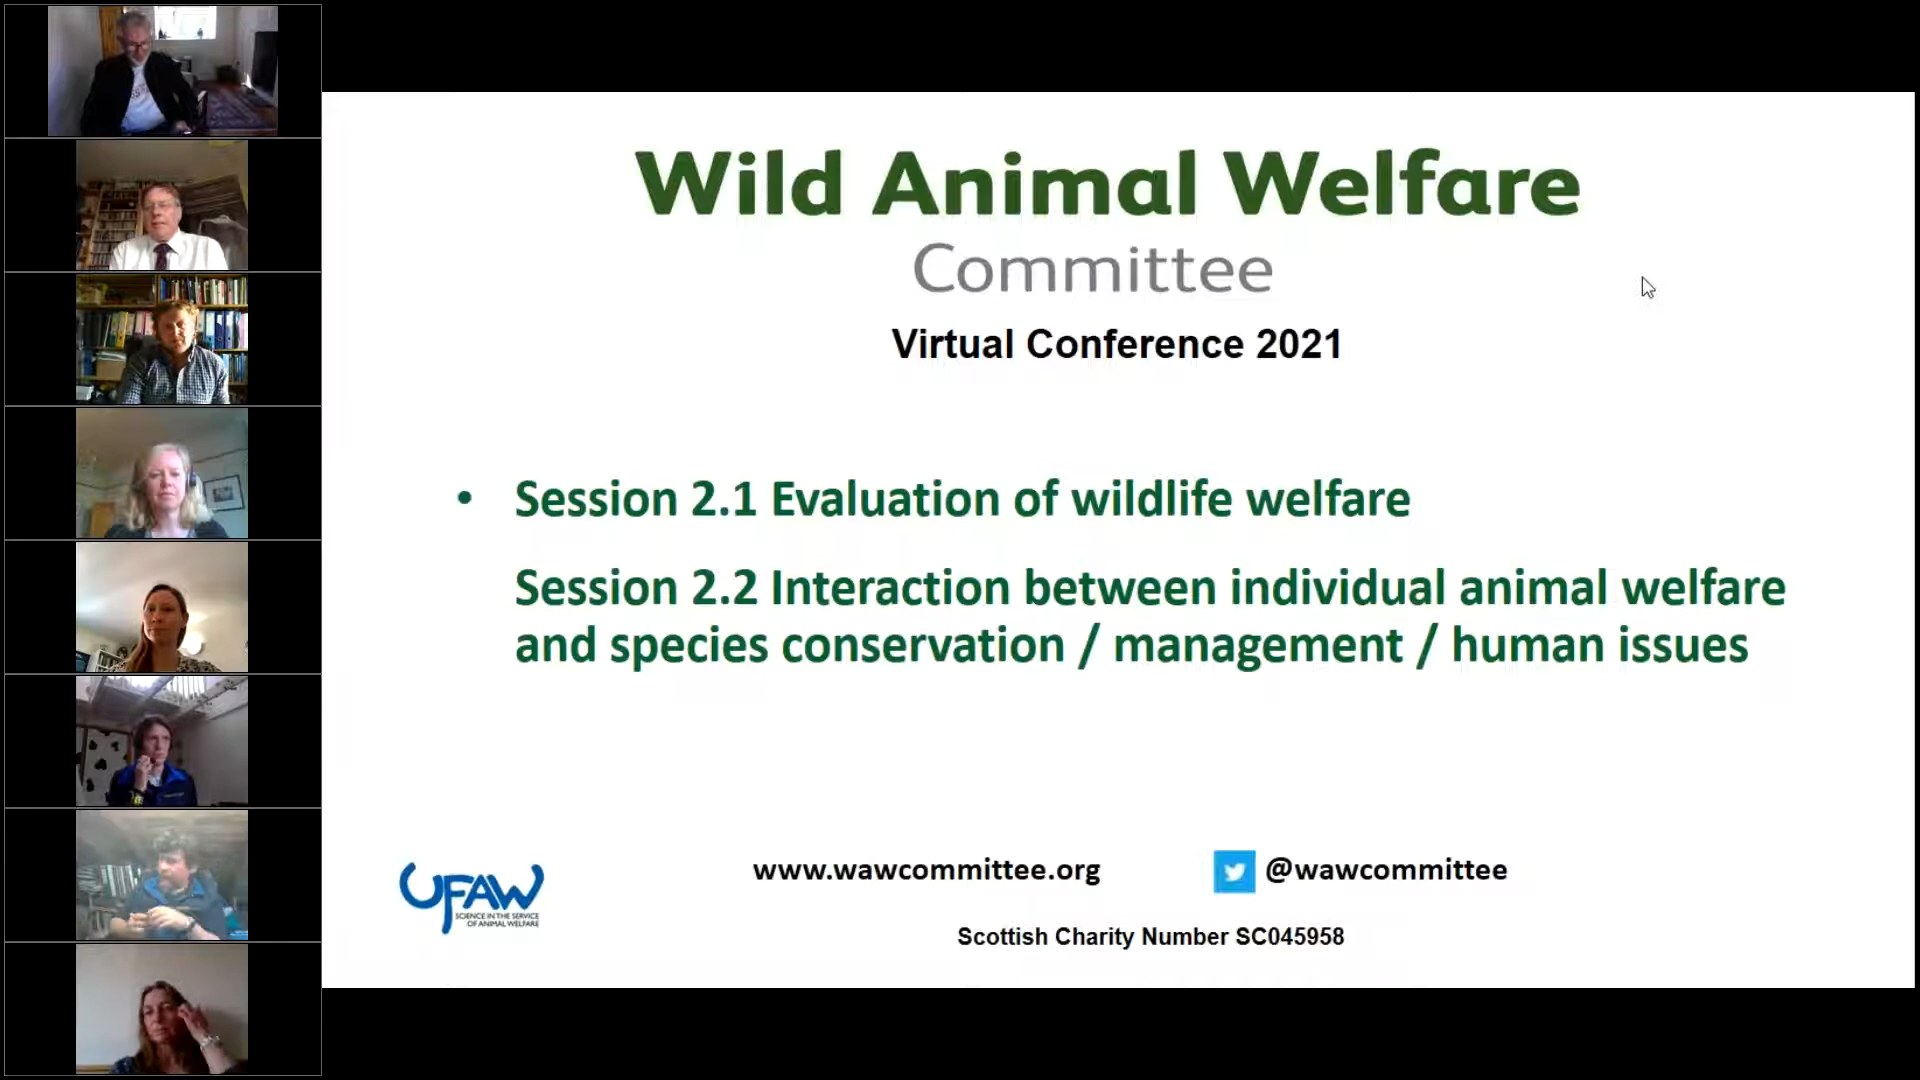 Wild Animal Welfare
Committee
Virtual Conference 2021
• Session 2.1 Evaluation of wildlife welfare
Session 2.2 Interaction between individual animal welfare
and species conservation / management / human issues
UFAW
SCIENCE IN THE SERVICE
OF ANIMAL WELFARE
www.wawcommittee.org
@wawcommittee
Scottish Charity Number SC045958